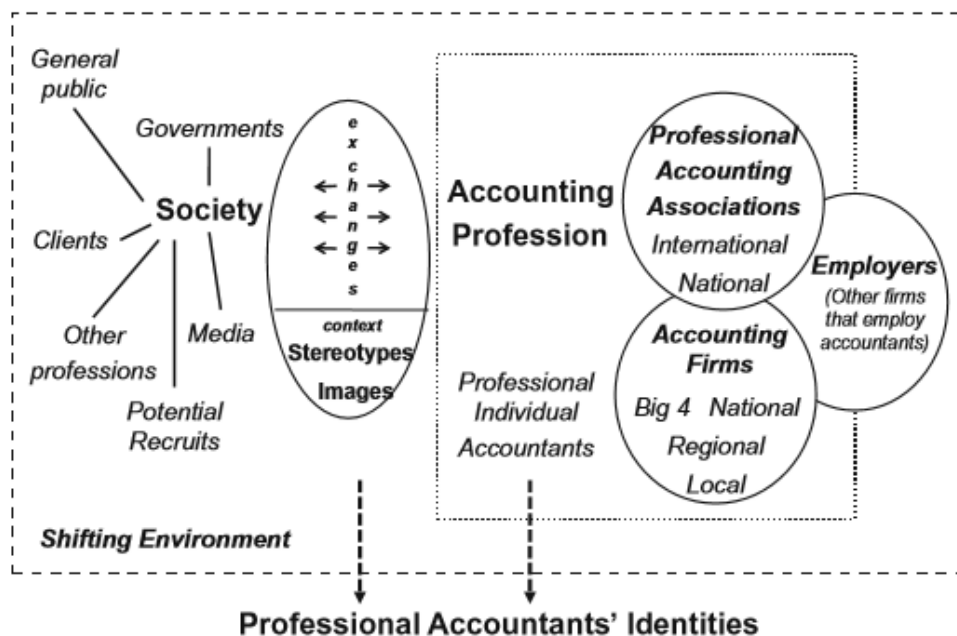 General
public
Governments
Society
Clients
Other
professions
Media
Potential
Recruits
e
x
c
h
a
n
g
e
s
context
Stereotypes
Images
Accounting
Profession
Professional
Individual
Accountants
Professional
Accounting
Associations
International
National
Accounting
Firms
Big 4 National
Regional
Local
Employers
(Other firms
that employ
accountants)
Shifting Environment
Professional Accountants' Identities